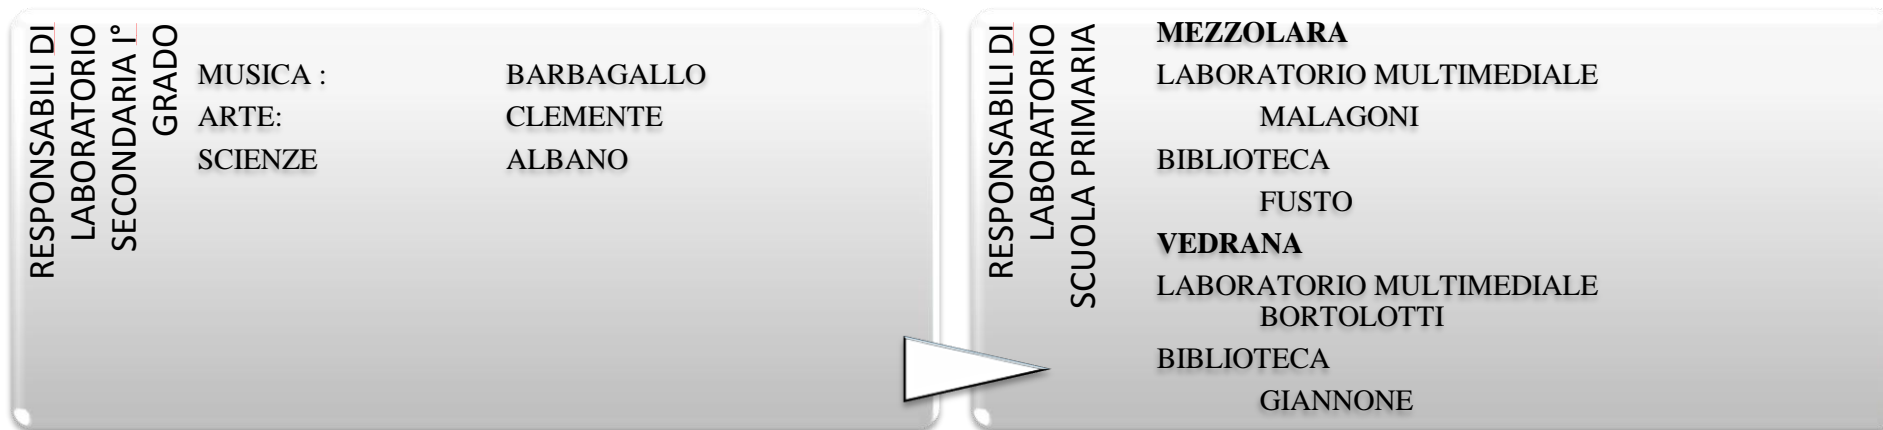 RESPONSABILI DI
LABORATORIO
SECONDARIA I°
GRADO
MUSICA : BARBAGALLO
ARTE: CLEMENTE
SCIENZE ALBANO
RESPONSABILI DI
LABORATORIO
SCUOLA PRIMARIA
MEZZOLARA
LABORATORIO MULTIMEDIALE
MALAGONI
BIBLIOTECA
FUSTO
VEDRANA
LABORATORIO MULTIMEDIALE
BORTOLOTTI
BIBLIOTECA
GIANNONE